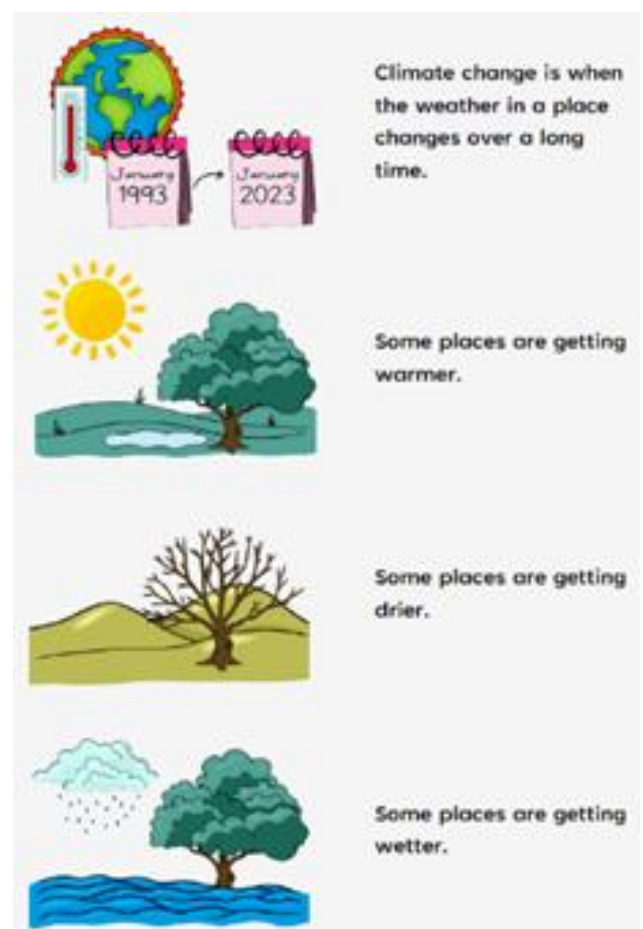 Climate change is when
the weather in a place
changes over a long
time.
January
1993
January
2023
Some places are getting
warmer.
Some places are getting
drier.
Some places are getting
wetter.